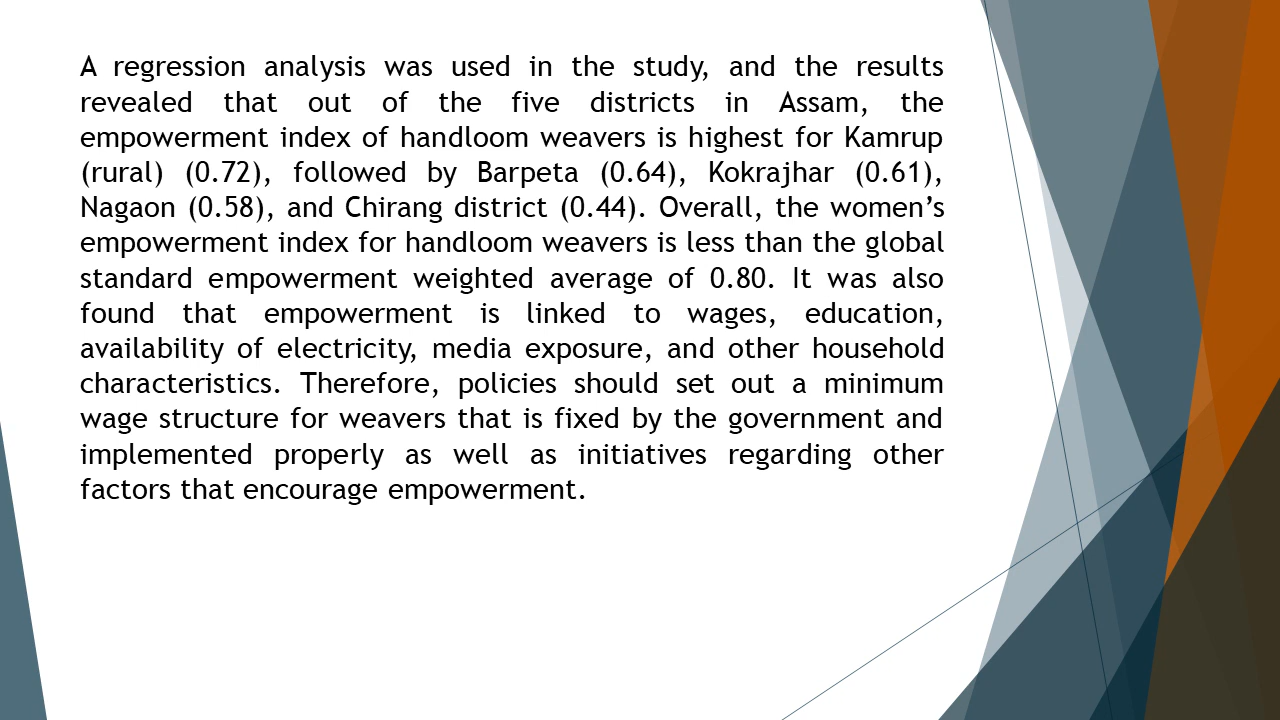 A regression analysis was used in the study, and the results
revealed that out of the five districts in Assam, the
empowerment index of handloom weavers is highest for Kamrup
(rural) (0.72), followed by Barpeta (0.64), Kokrajhar (0.61),
Nagaon (0.58), and Chirang district (0.44). Overall, the women’s
empowerment index for handloom weavers is less than the global
standard empowerment weighted average of 0.80. It was also
found that empowerment is linked to wages, education,
availability of electricity, media exposure, and other household
characteristics. Therefore, policies should set out a minimum
wage structure for weavers that is fixed by the government and
implemented properly as well as initiatives regarding other
factors that encourage empowerment.